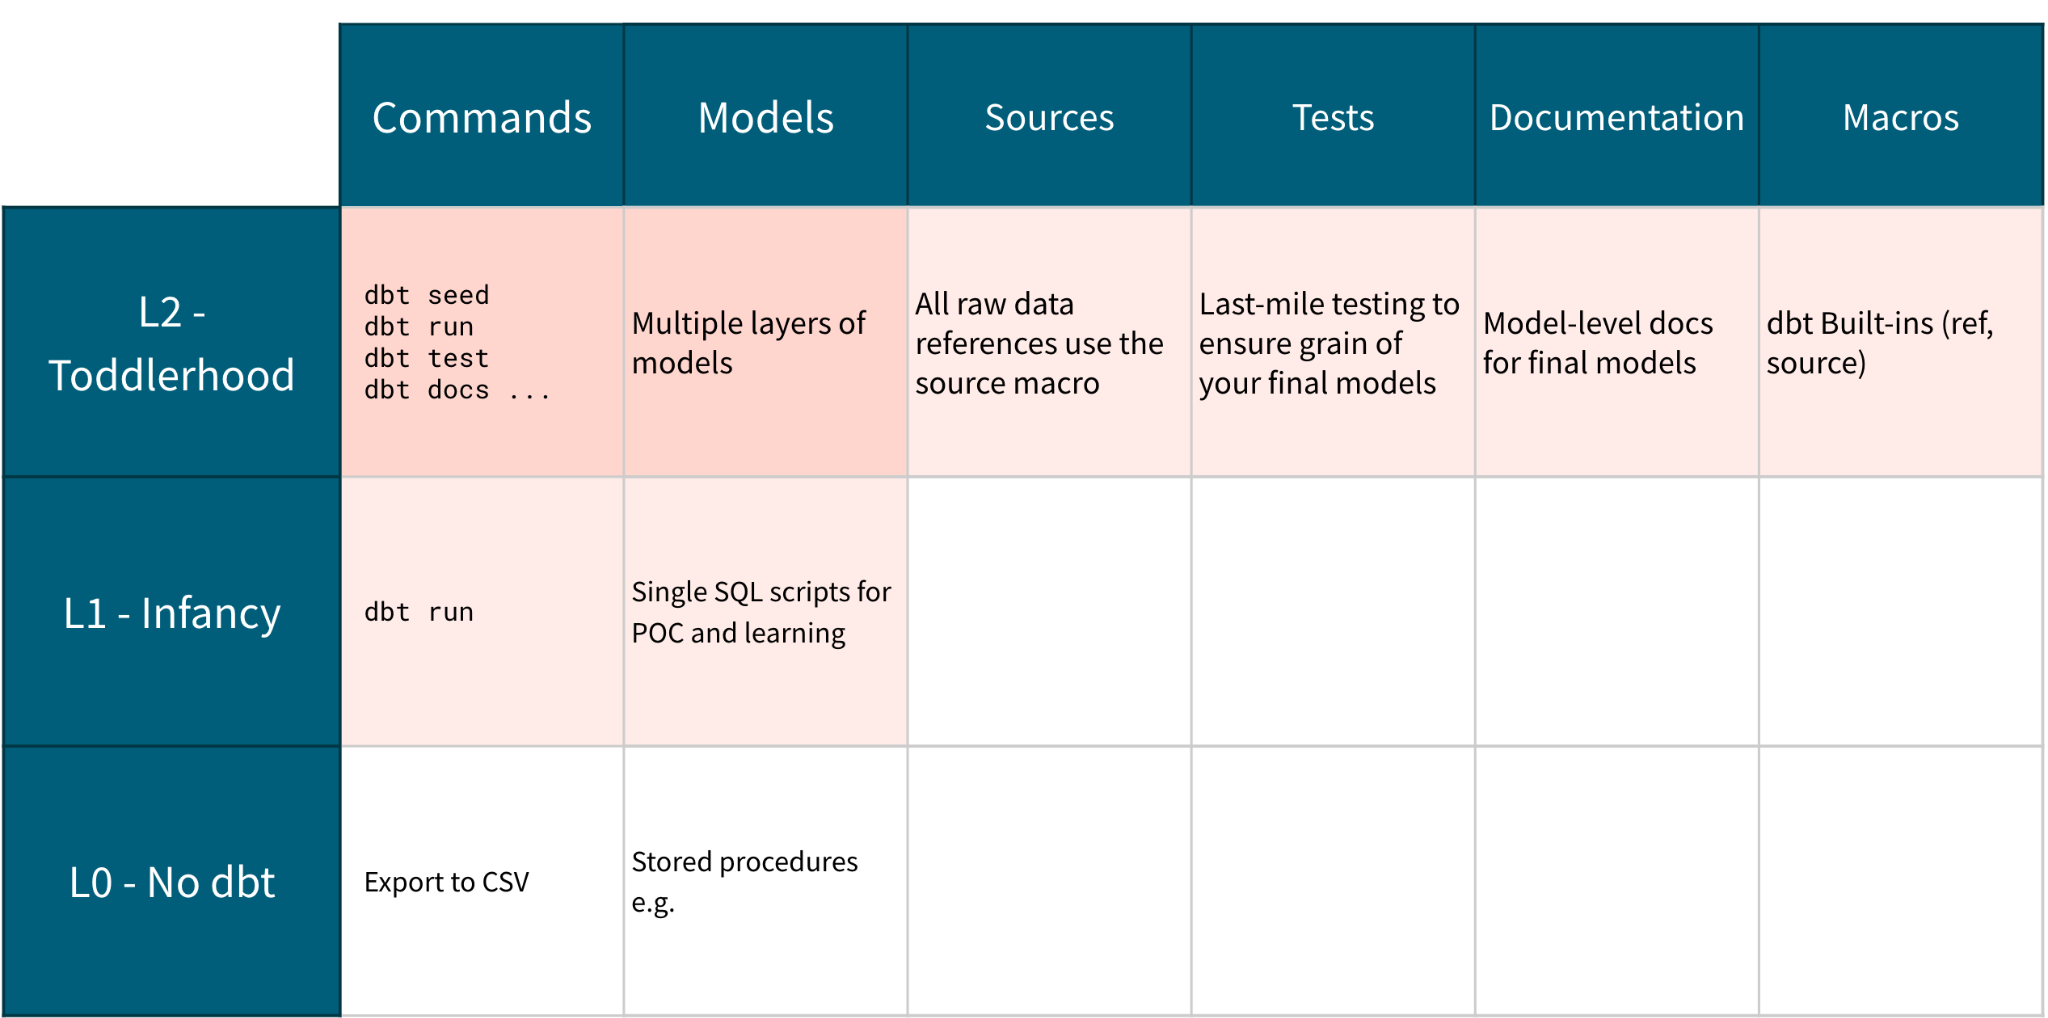 Commands
Models
Sources
Tests
Documentation
Macros
L2 -
Toddlerhood
dbt seed
dbt run
dbt test
dbt docs ...
Multiple layers of
models
All raw data
references use the
source macro
Last-mile testing to
ensure grain of
your final models
Model-level docs
for final models
dbt Built-ins (ref,
source)
L1 - Infancy
dbt run
Single SQL scripts for
POC and learning
L0 - No dbt
Export to CSV
Stored procedures
e.g.